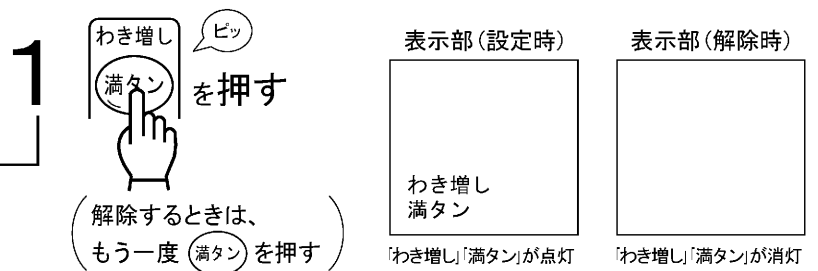 1
わき増し
ピッ
満タン
を押す
解除するときは、
もう一度 満タン を押す
表示部(設定時)
わき増し
満タン
「わき増し」「満タン」が点灯
表示部(解除時)
「わき増し」「満タン」が消灯